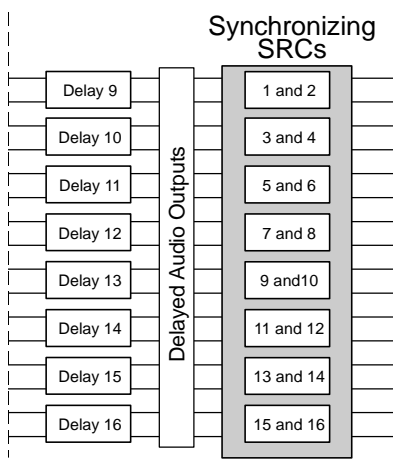 Synchronizing
SRCs
Delay 9
1 and 2
Delay 10
3 and 4
Delay 11
5 and 6
Delay 12
7 and 8
Delay 13
9 and10
Delay 14
11 and 12
Delay 15
13 and 14
Delay 16
15 and 16
Delayed Audio Outputs